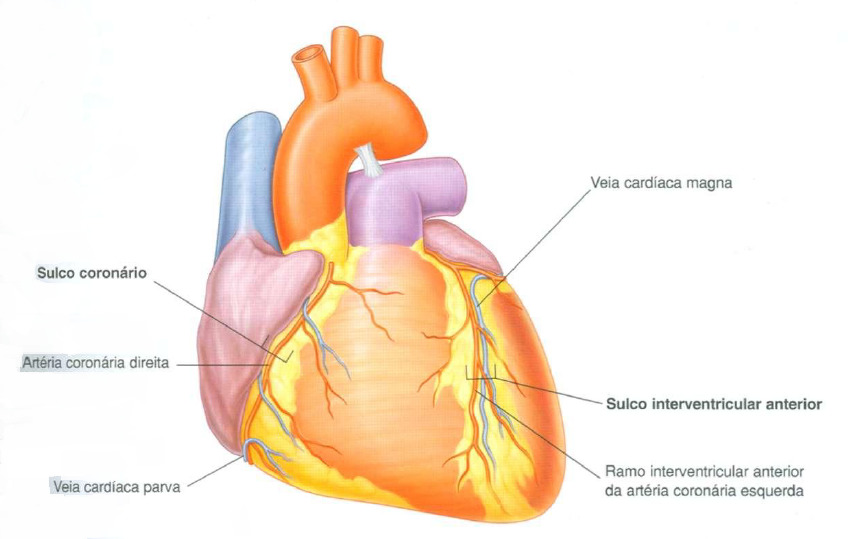 Veia cardíaca magna
Sulco coronário
Artéria coronária direita
Sulco interventricular anterior
Ramo interventricular anterior
da artéria coronária esquerda
Veia cardíaca parva